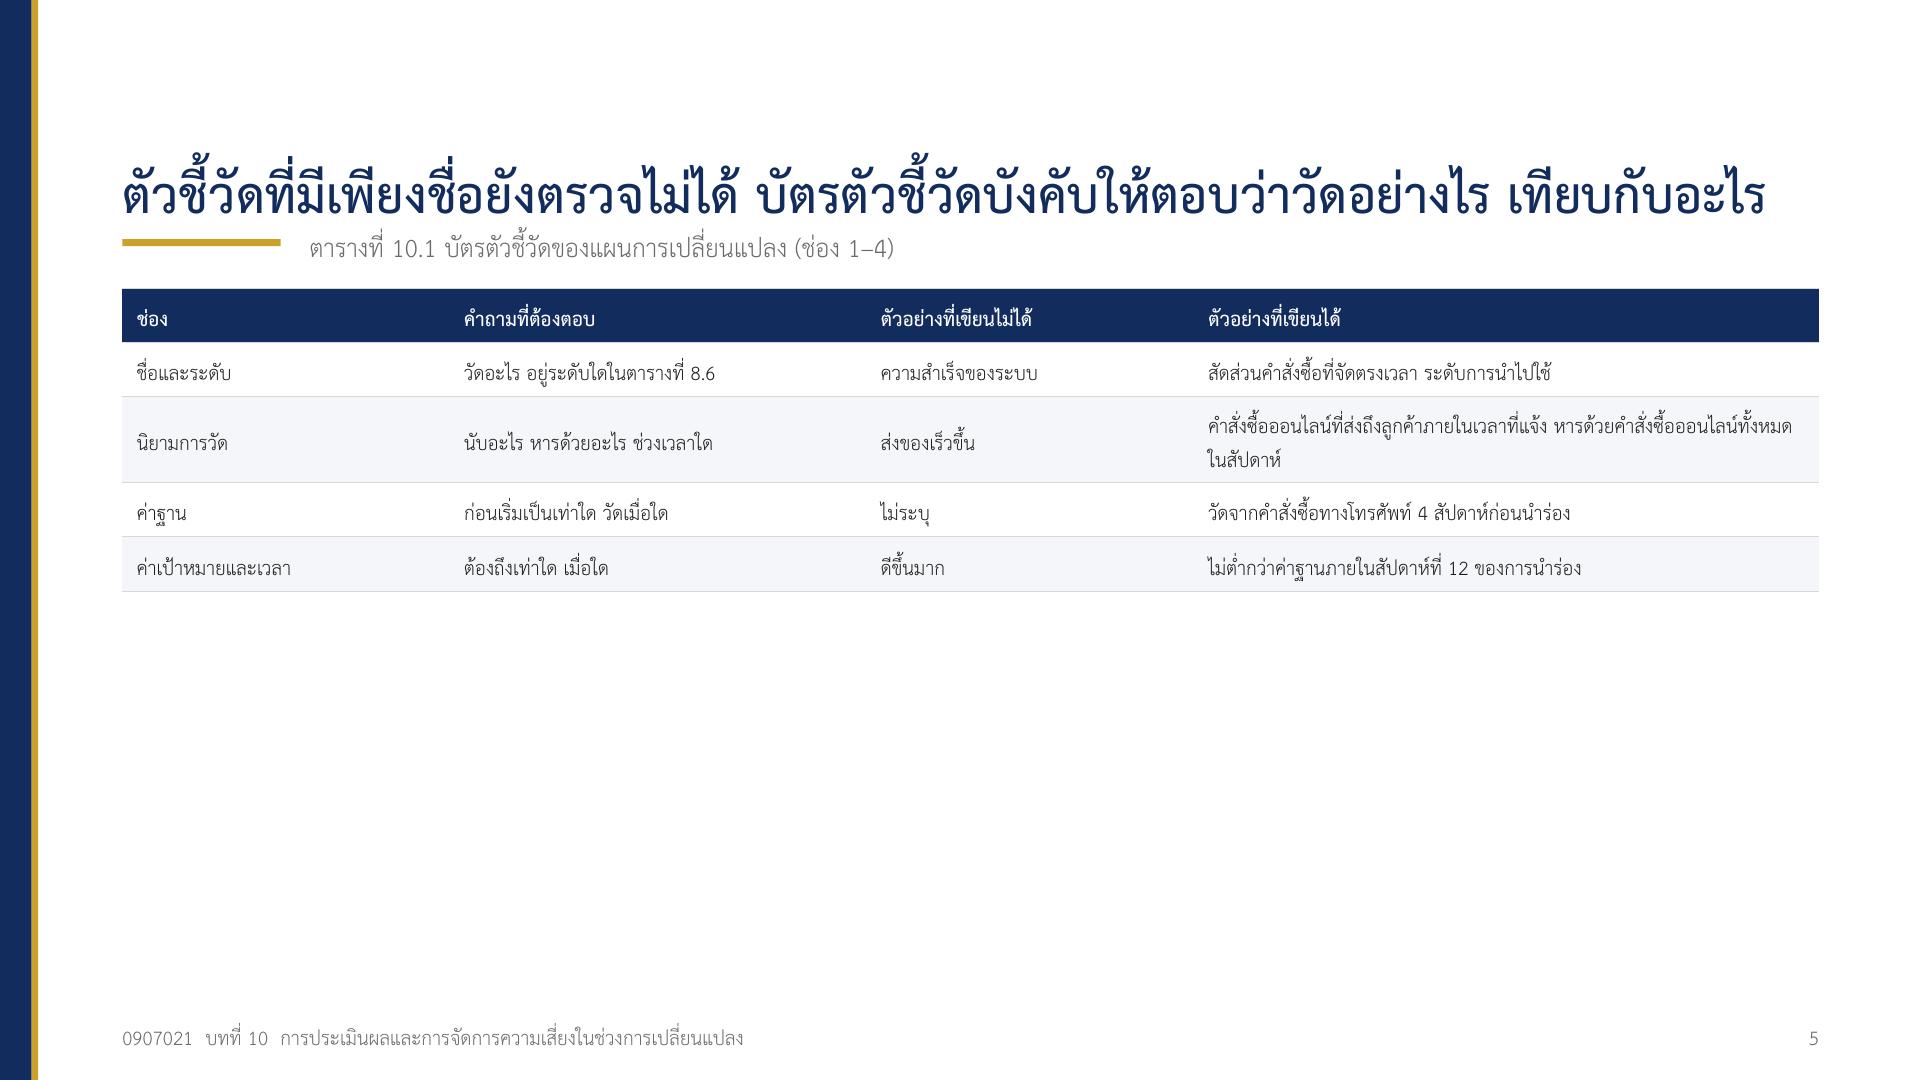 ตัวชี้วัดที่มีเพียงชื่อยังตรวจไม่ได้ บัตรตัวชี้วัดบังคับให้ตอบว่าวัดอย่างไร เทียบกับอะไร
ตารางที่ 10.1 บัตรตัวชี้วัดของแผนการเปลี่ยนแปลง (ช่อง 1–4)
ช่อง คำถามที่ต้องตอบ ตัวอย่างที่เขียนไม่ได้ ตัวอย่างที่เขียนได้
ชื่อและระดับ วัดอะไร อยู่ระดับใดในตารางที่ 8.6 ความสำเร็จของระบบ สัดส่วนคำสั่งซื้อที่จัดตรงเวลา ระดับการนำไปใช้
นิยามการวัด นับอะไร หารด้วยอะไร ช่วงเวลาใด ส่งของเร็วขึ้น คำสั่งซื้อออนไลน์ที่ส่งถึงลูกค้าภายในเวลาที่แจ้ง หารด้วยคำสั่งซื้อออนไลน์ทั้งหมด
ในสัปดาห์
ค่าฐาน ก่อนเริ่มเป็นเท่าใด วัดเมื่อใด ไม่ระบุ วัดจากคำสั่งซื้อทางโทรศัพท์ 4 สัปดาห์ก่อนนำร่อง
ค่าเป้าหมายและเวลา ต้องถึงเท่าใด เมื่อใด ดีขึ้นมาก ไม่ต่ำกว่าค่าฐานภายในสัปดาห์ที่ 12 ของการนำร่อง
0907021 บทที่ 10 การประเมินผลและการจัดการความเสี่ยงในช่วงการเปลี่ยนแปลง 5